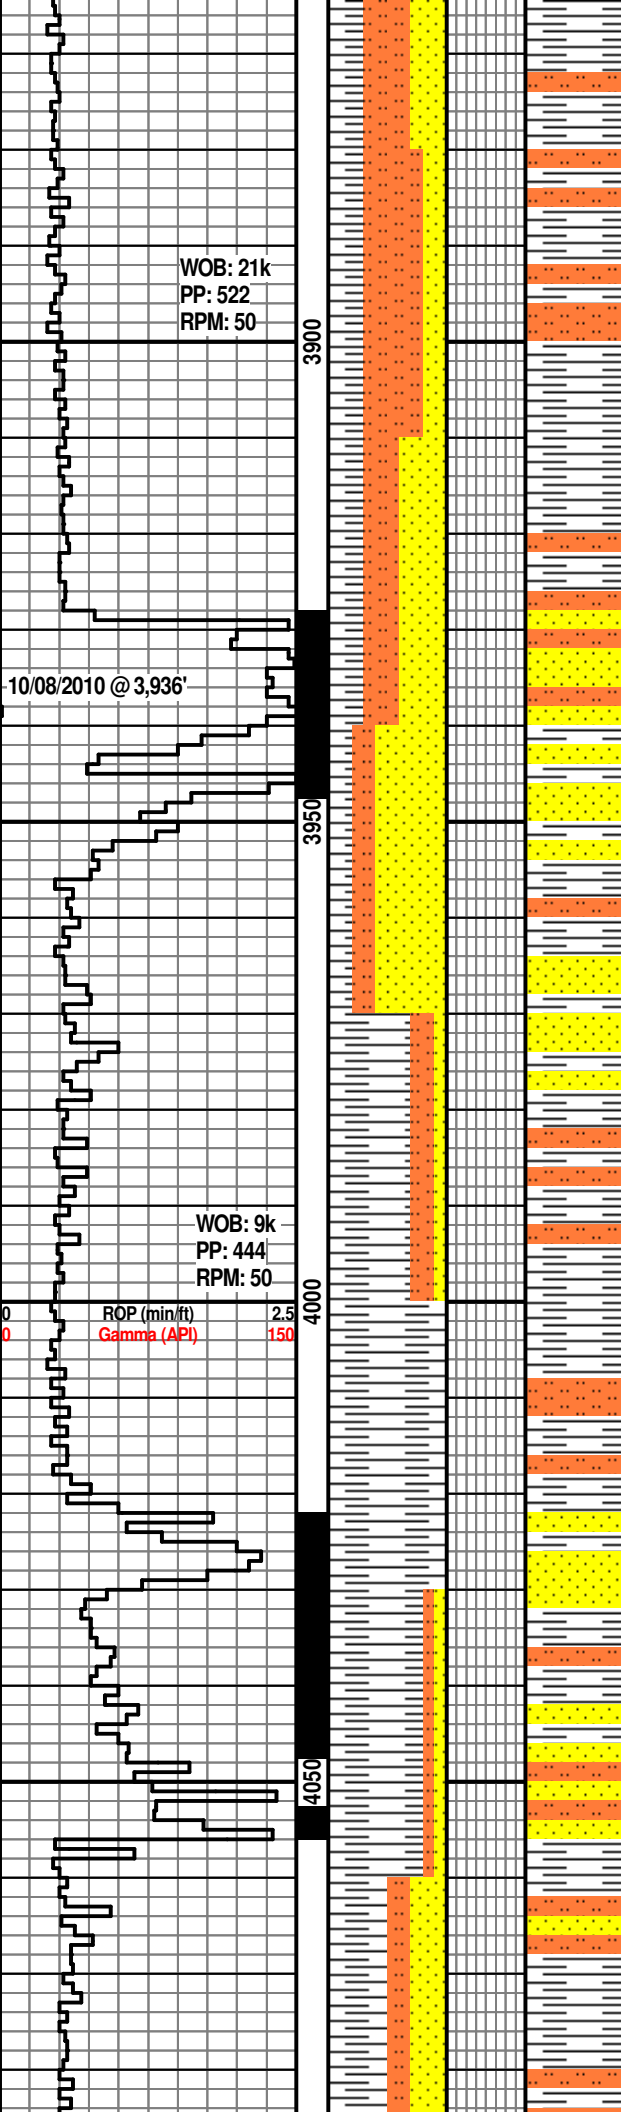 WOB: 21k
PP: 522
RPM: 50
3900
10/08/2010 @ 3,936'
3950
WOB: 9k
PP: 444
RPM: 50
4000
0 ROP (min/ft) 2.5
0 Gamma (API) 150
4050